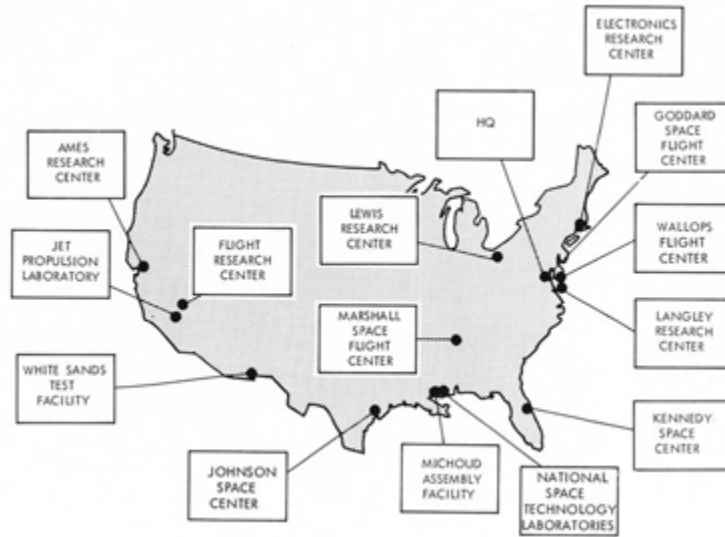 ELECTRONICS
RESEARCH
CENTER
HQ
GODDARD
SPACE
FLIGHT
CENTER
AMES
RESEARCH
CENTER
LEWIS
RESEARCH
CENTER
WALLOPS
FLIGHT
CENTER
JET
PROPULSION
LABORATORY
FLIGHT
RESEARCH
CENTER
MARSHALL
SPACE
FLIGHT
CENTER
LANGLEY
RESEARCH
CENTER
WHITE SANDS
TEST
FACILITY
KENNEDY
SPACE
CENTER
JOHNSON
SPACE
CENTER
MICHOUD
ASSEMBLY
FACILITY
NATIONAL
SPACE
TECHNOLOGY
LABORATORIES